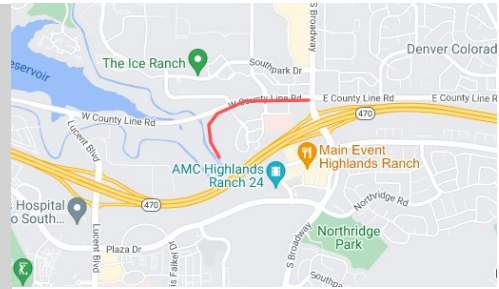 S Broadway
The Ice Ranch
Southpark Dr
Denver Colorad
eservoir
W County Line Rd
E County Line Rd
E County Line R
W County Line Rd
470
Lucent Blvd
Main Event
Highlands Ranch
AMC Highlands
Ranch 24
Hospital
o South...
470
Northridge Rd
Northridge
Park
Lucent Blvd
Plaza Dr
S Broadway